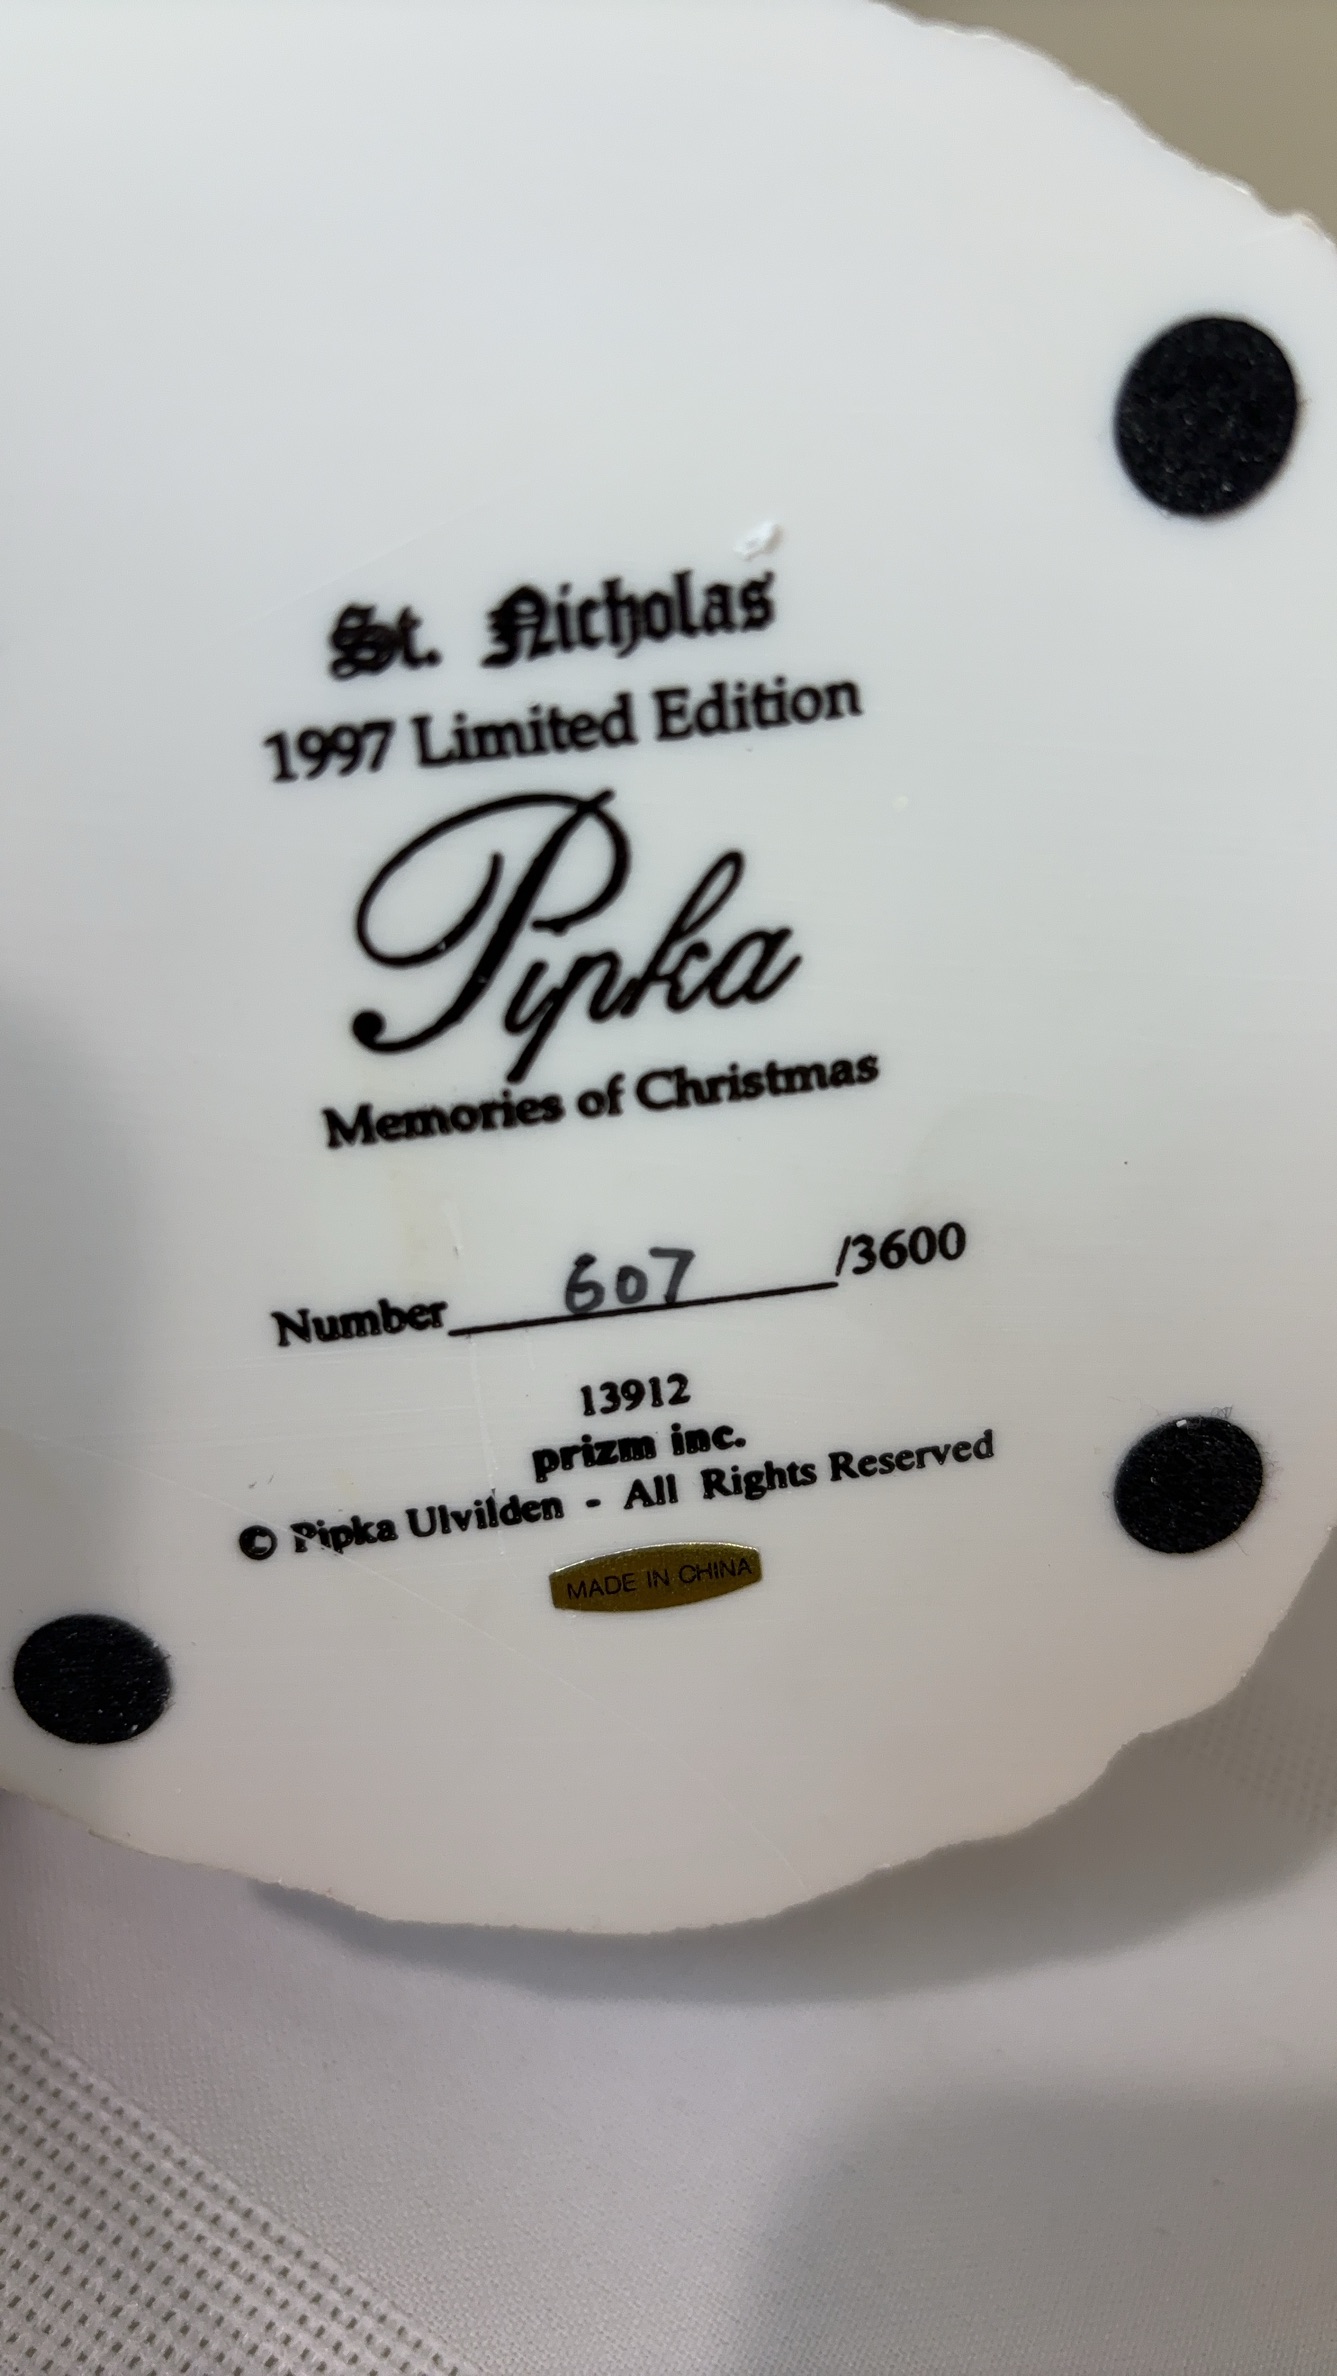 St. Nicholas
1997 Limited Edition
Pipka
Memories of Christmas
Number 607 /3600
13912
prizm inc.
© Pipka Ulvilden - All Rights Reserved
MADE IN CHINA